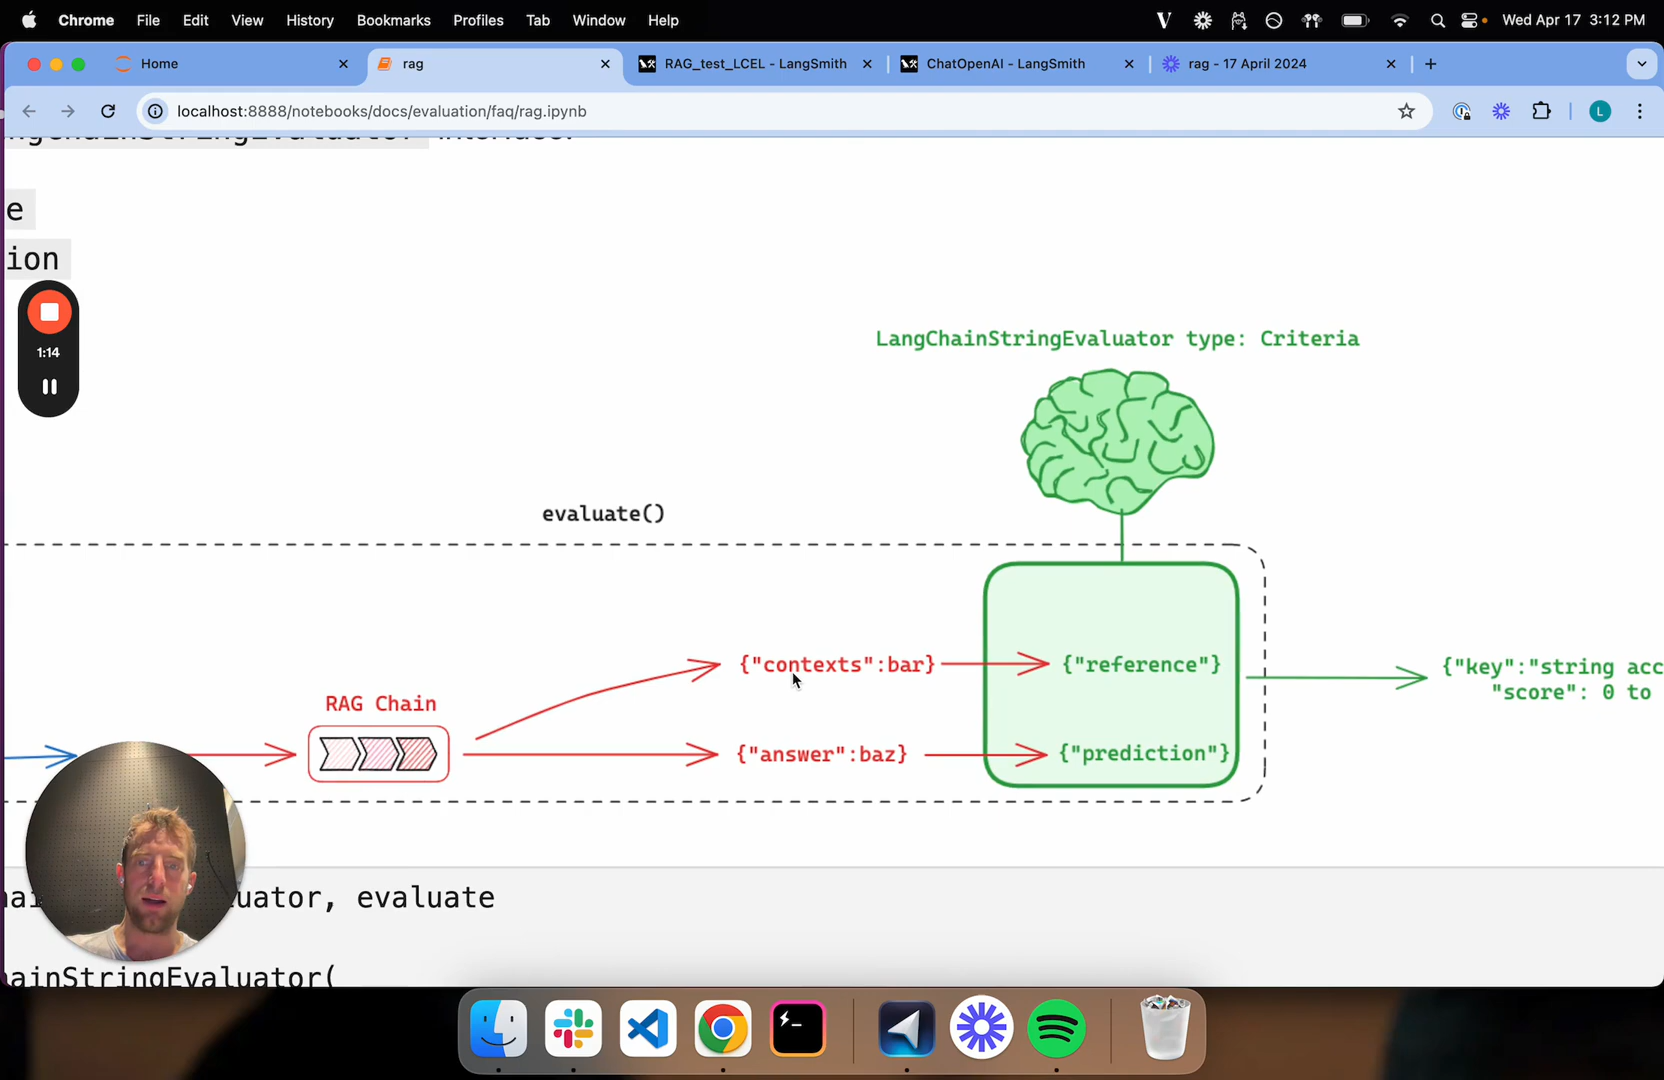 Chrome File Edit View History Bookmarks Profiles Tab Window Help Wed Apr 17 3:12 PM
Home rag RAG_test_LCEL - LangSmith ChatOpenAI - LangSmith rag - 17 April 2024
localhost:8888/notebooks/docs/evaluation/faq/rag.ipynb L
ngChainStringEvaluator interface.
e
ion
1:14
LangChainStringEvaluator type: Criteria
evaluate()
{"contexts":bar} {"reference"} {"key":"string acc
"score": 0 to
RAG Chain
{"answer":baz} {"prediction"}
uator, evaluate
hainStringEvaluator(